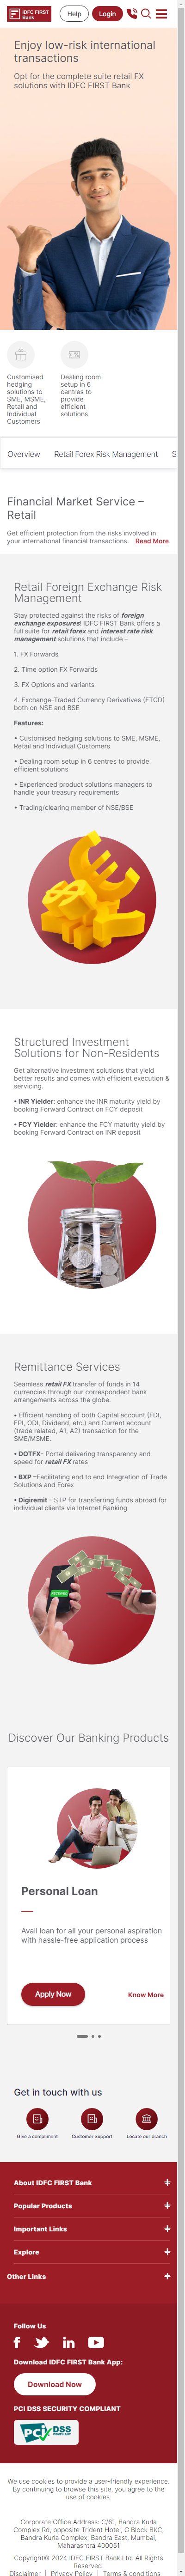 IDFC FIRST
Bank
Help
Login
Enjoy low-risk international
transactions
Opt for the complete suite retail FX
solutions with IDFC FIRST Bank
Customised
hedging
solutions to
SME, MSME,
Retail and
Individual
Customers
Dealing room
setup in 6
centres to
provide
efficient
solutions
Overview
Retail Forex Risk Management
S
Financial Market Service –
Retail
Get efficient protection from the risks involved in
your international financial transactions. Read More
Retail Foreign Exchange Risk
Management
Stay protected against the risks of foreign
exchange exposures! IDFC FIRST Bank offers a
full suite for retail forex and interest rate risk
management solutions that include –
1. FX Forwards
2. Time option FX Forwards
3. FX Options and variants
4. Exchange-Traded Currency Derivatives (ETCD)
both on NSE and BSE
Features:
• Customised hedging solutions to SME, MSME,
Retail and Individual Customers
• Dealing room setup in 6 centres to provide
efficient solutions
• Experienced product solutions managers to
handle your treasury requirements
• Trading/clearing member of NSE/BSE
Structured Investment
Solutions for Non-Residents
Get alternative investment solutions that yield
better results and comes with efficient execution &
servicing.
• INR Yielder: enhance the INR maturity yield by
booking Forward Contract on FCY deposit
• FCY Yielder: enhance the FCY maturity yield by
booking Forward Contract on INR deposit
Remittance Services
Seamless retail FX transfer of funds in 14
currencies through our correspondent bank
arrangements across the globe.
• Efficient handling of both Capital account (FDI,
FPI, ODI, Dividend, etc.) and Current account
(trade related, A1, A2) transaction for the
SME/MSME.
• DOTFX- Portal delivering transparency and
speed for retail FX rates
• BXP –Facilitating end to end Integration of Trade
Solutions and Forex
• Digiremit - STP for transferring funds abroad for
individual clients via Internet Banking
Discover Our Banking Products
Personal Loan
Avail loan for all your personal aspiration
with hassle-free application process
Apply Now
Know More
Get in touch with us
Give a compliment
Customer Support
Locate our branch
About IDFC FIRST Bank
Popular Products
Important Links
Explore
Other Links
Follow Us
Download IDFC FIRST Bank App:
Download Now
PCI DSS SECURITY COMPLIANT
PCI DSS
COMPLIANT
We use cookies to provide a user-friendly experience.
By continuing to browse this site, you agree to the
use of cookies.
Corporate Office Address: C/61, Bandra Kurla
Complex Rd, opposite Trident Hotel, G Block BKC,
Bandra Kurla Complex, Bandra East, Mumbai,
Maharashtra 400051
Copyright© 2024 IDFC FIRST Bank Ltd. All Rights
Reserved.
Disclaimer | Privacy Policy | Terms & conditions